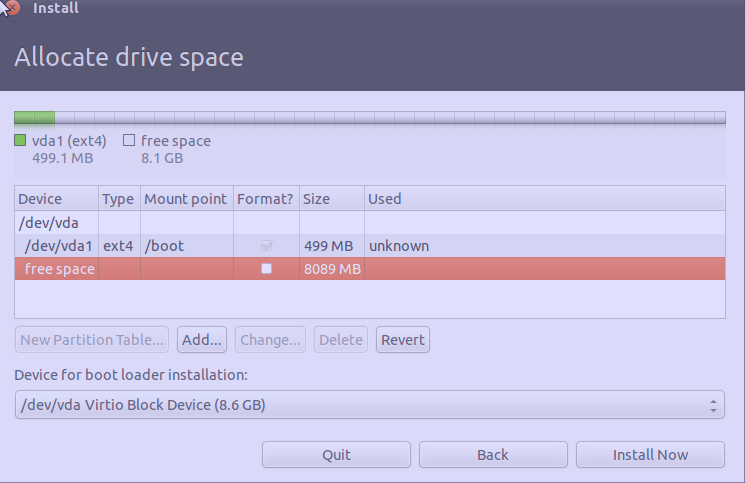 Install
Allocate drive space
vda1 (ext4) free space
499.1 MB 8.1 GB
Device Type Mount point Format? Size Used
/dev/vda
/dev/vda1 ext4 /boot 499 MB unknown
free space 8089 MB
New Partition Table... Add... Change... Delete Revert
Device for boot loader installation:
/dev/vda Virtio Block Device (8.6 GB)
Quit Back Install Now